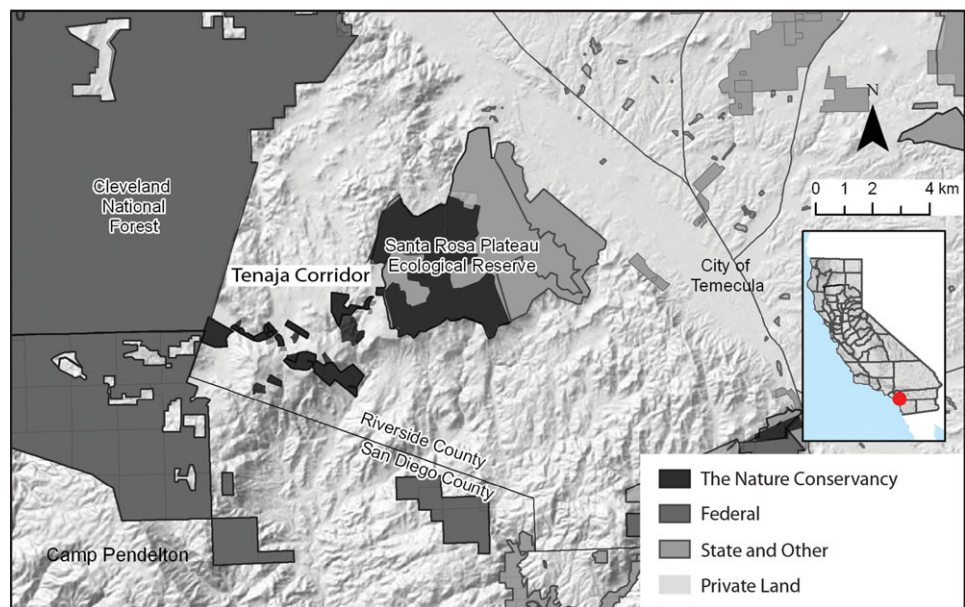 Cleveland
National
Forest
Santa Rosa Plateau
Ecological Reserve
Tenaja Corridor
City of
Temecula
Riverside County
San Diego County
Camp Pendelton
N
0 1 2 4 km
The Nature Conservancy
Federal
State and Other
Private Land